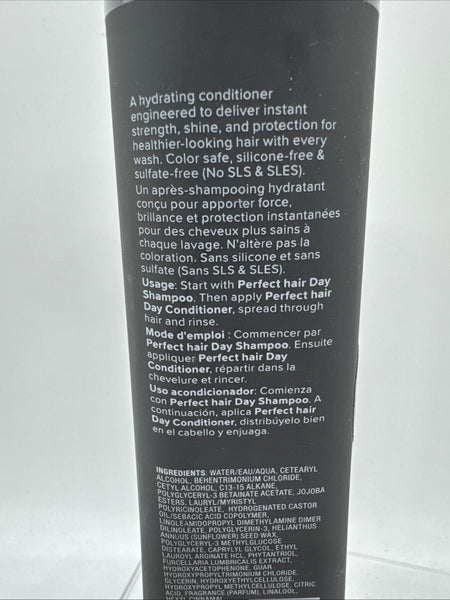 A hydrating conditioner
engineered to deliver instant
strength, shine, and protection for
healthier-looking hair with every
wash. Color safe, silicone-free &
sulfate-free (No SLS & SLES).
Un après-shampooing hydratant
conçu pour apporter force,
brillance et protection instantanées
pour des cheveux plus sains à
chaque lavage. N'altère pas la
coloration. Sans silicone et sans
sulfate (Sans SLS & SLES).
Usage: Start with Perfect hair Day
Shampoo. Then apply Perfect hair
Day Conditioner, spread through
hair and rinse.
Mode d'emploi : Commencer par
Perfect hair Day Shampoo. Ensuite
appliquer Perfect hair Day
Conditioner, répartir dans la
chevelure et rincer.
Uso acondicionador: Comienza
con Perfect hair Day Shampoo. A
continuación, aplica Perfect hair
Day Conditioner, distribúyelo bien
en el cabello y enjuaga.
INGREDIENTS: WATER/EAU/AQUA, CETEARYL
ALCOHOL, BEHENTRIMONIUM CHLORIDE,
CETYL ALCOHOL, C13-15 ALKANE,
POLYGLYCERYL-3 BETAINATE ACETATE, JOJOBA
ESTERS, LAURYL/MYRISTYL
POLYRICINOLEATE, HYDROGENATED CASTOR
OIL/SEBACIC ACID COPOLYMER,
LINOLEAMIDOPROPYL DIMETHYLAMINE DIMER
DILINOLEATE, POLYGLYCERIN-3, HELIANTHUS
ANNUUS (SUNFLOWER) SEED WAX,
POLYGLYCERYL-3 METHYLGLUCOSE
DISTEARATE, CAPRYLYL GLYCOL, ETHYL
LAUROYL ARGINATE HCL, PHYTANTRIOL,
FURCELLARIA LUMBRICALIS EXTRACT,
HYDROXYACETOPHENONE, GUAR
HYDROXYPROPYLTRIMONIUM CHLORIDE,
GLYCERIN, HYDROXYETHYLCELLULOSE,
HYDROXYPROPYL METHYLCELLULOSE, CITRIC
ACID, FRAGRANCE (PARFUM), LINALOOL,
HEXYL CINNAMAL